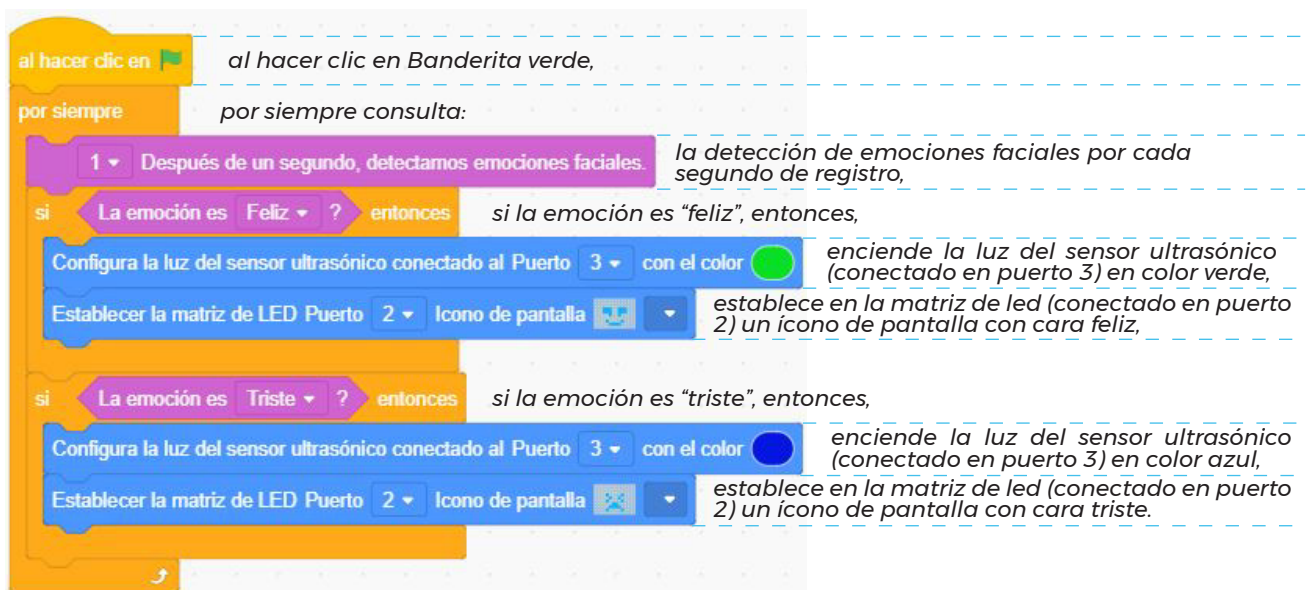 al hacer clic en
al hacer clic en Banderita verde,
por siempre
por siempre consulta:
1 Después de un segundo, detectamos emociones faciales.
la detección de emociones faciales por cada
segundo de registro,
si La emoción es Feliz ? entonces
si la emoción es “feliz”, entonces,
Configura la luz del sensor ultrasónico conectado al Puerto 3 con el color
enciende la luz del sensor ultrasónico
(conectado en puerto 3) en color verde,
Establecer la matriz de LED Puerto 2 Icono de pantalla
establece en la matriz de led (conectado en puerto
2) un ícono de pantalla con cara feliz,
si La emoción es Triste ? entonces
si la emoción es “triste”, entonces,
Configura la luz del sensor ultrasónico conectado al Puerto 3 con el color
enciende la luz del sensor ultrasónico
(conectado en puerto 3) en color azul,
Establecer la matriz de LED Puerto 2 Icono de pantalla
establece en la matriz de led (conectado en puerto
2) un ícono de pantalla con cara triste.